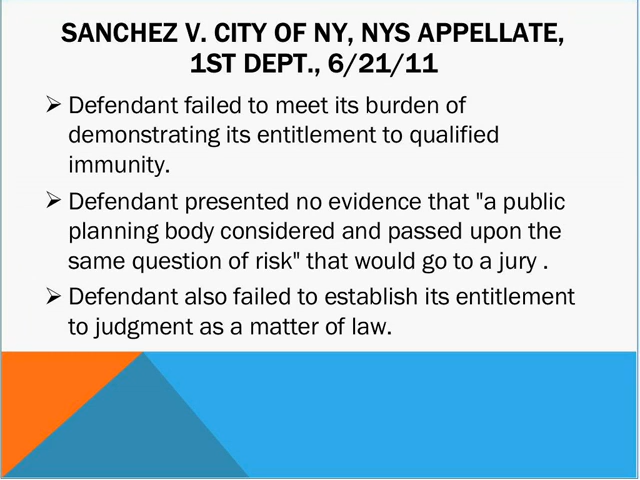 SANCHEZ V. CITY OF NY, NYS APPELLATE,
1ST DEPT., 6/21/11
➢ Defendant failed to meet its burden of
demonstrating its entitlement to qualified
immunity.
➢ Defendant presented no evidence that "a public
planning body considered and passed upon the
same question of risk" that would go to a jury .
➢ Defendant also failed to establish its entitlement
to judgment as a matter of law.